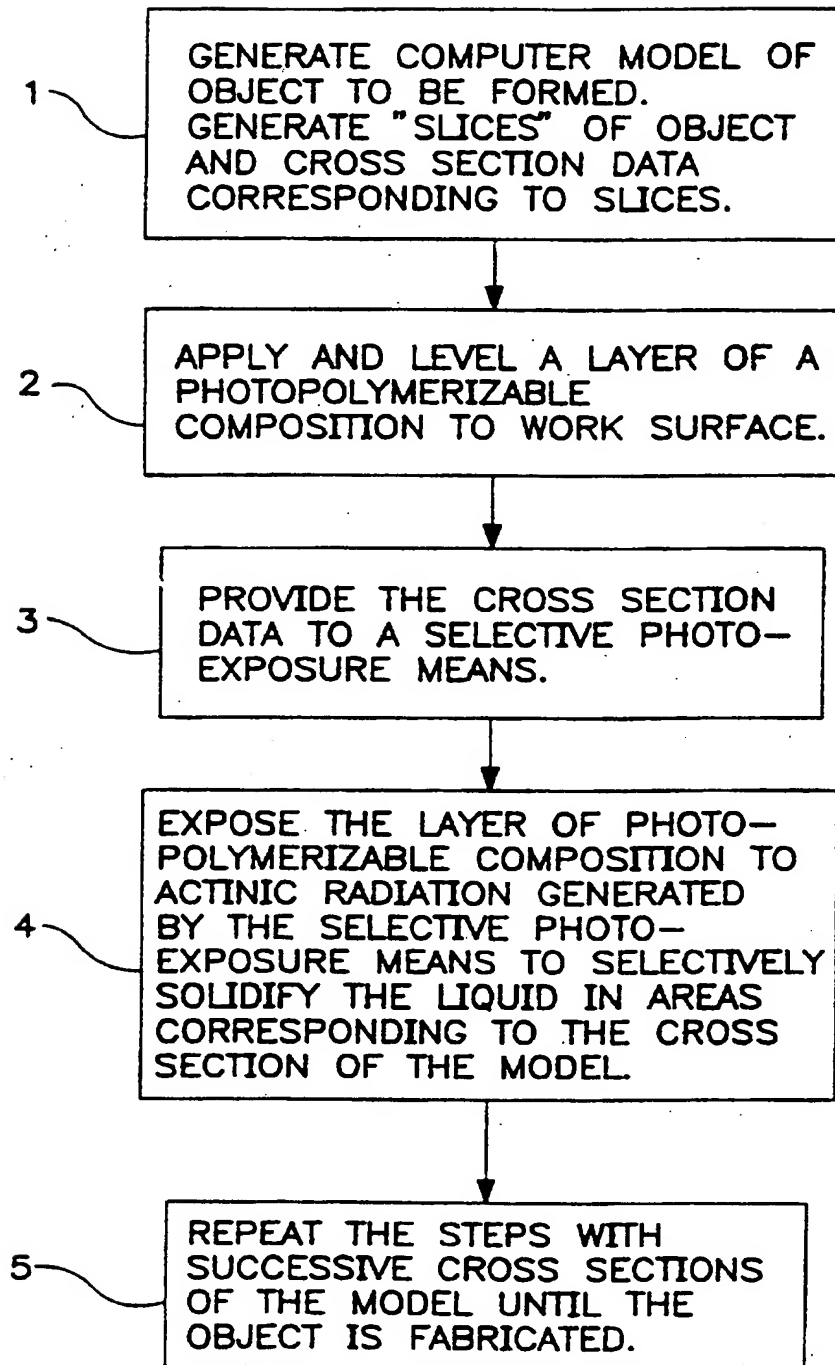 1
GENERATE COMPUTER MODEL OF
OBJECT TO BE FORMED.
GENERATE "SLICES" OF OBJECT
AND CROSS SECTION DATA
CORRESPONDING TO SLICES.
2
APPLY AND LEVEL A LAYER OF A
PHOTOPOLYMERIZABLE
COMPOSITION TO WORK SURFACE.
3
PROVIDE THE CROSS SECTION
DATA TO A SELECTIVE PHOTO—
EXPOSURE MEANS.
4
EXPOSE THE LAYER OF PHOTO—
POLYMERIZABLE COMPOSITION TO
ACTINIC RADIATION GENERATED
BY THE SELECTIVE PHOTO—
EXPOSURE MEANS TO SELECTIVELY
SOLIDIFY THE LIQUID IN AREAS
CORRESPONDING TO THE CROSS
SECTION OF THE MODEL.
5
REPEAT THE STEPS WITH
SUCCESSIVE CROSS SECTIONS
OF THE MODEL UNTIL THE
OBJECT IS FABRICATED.